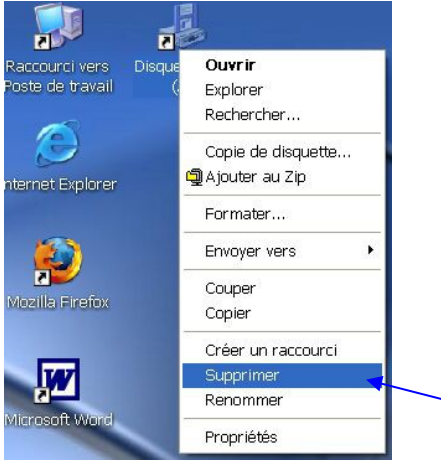 Raccourci vers
Poste de travail
Disque
(
nternet Explorer
Mozilla Firefox
W
Microsoft Word
Ouvrir
Explorer
Rechercher...
Copie de disquette...
Ajouter au Zip
Formater...
Envoyer vers
Couper
Copier
Créer un raccourci
Supprimer
Renommer
Propriétés